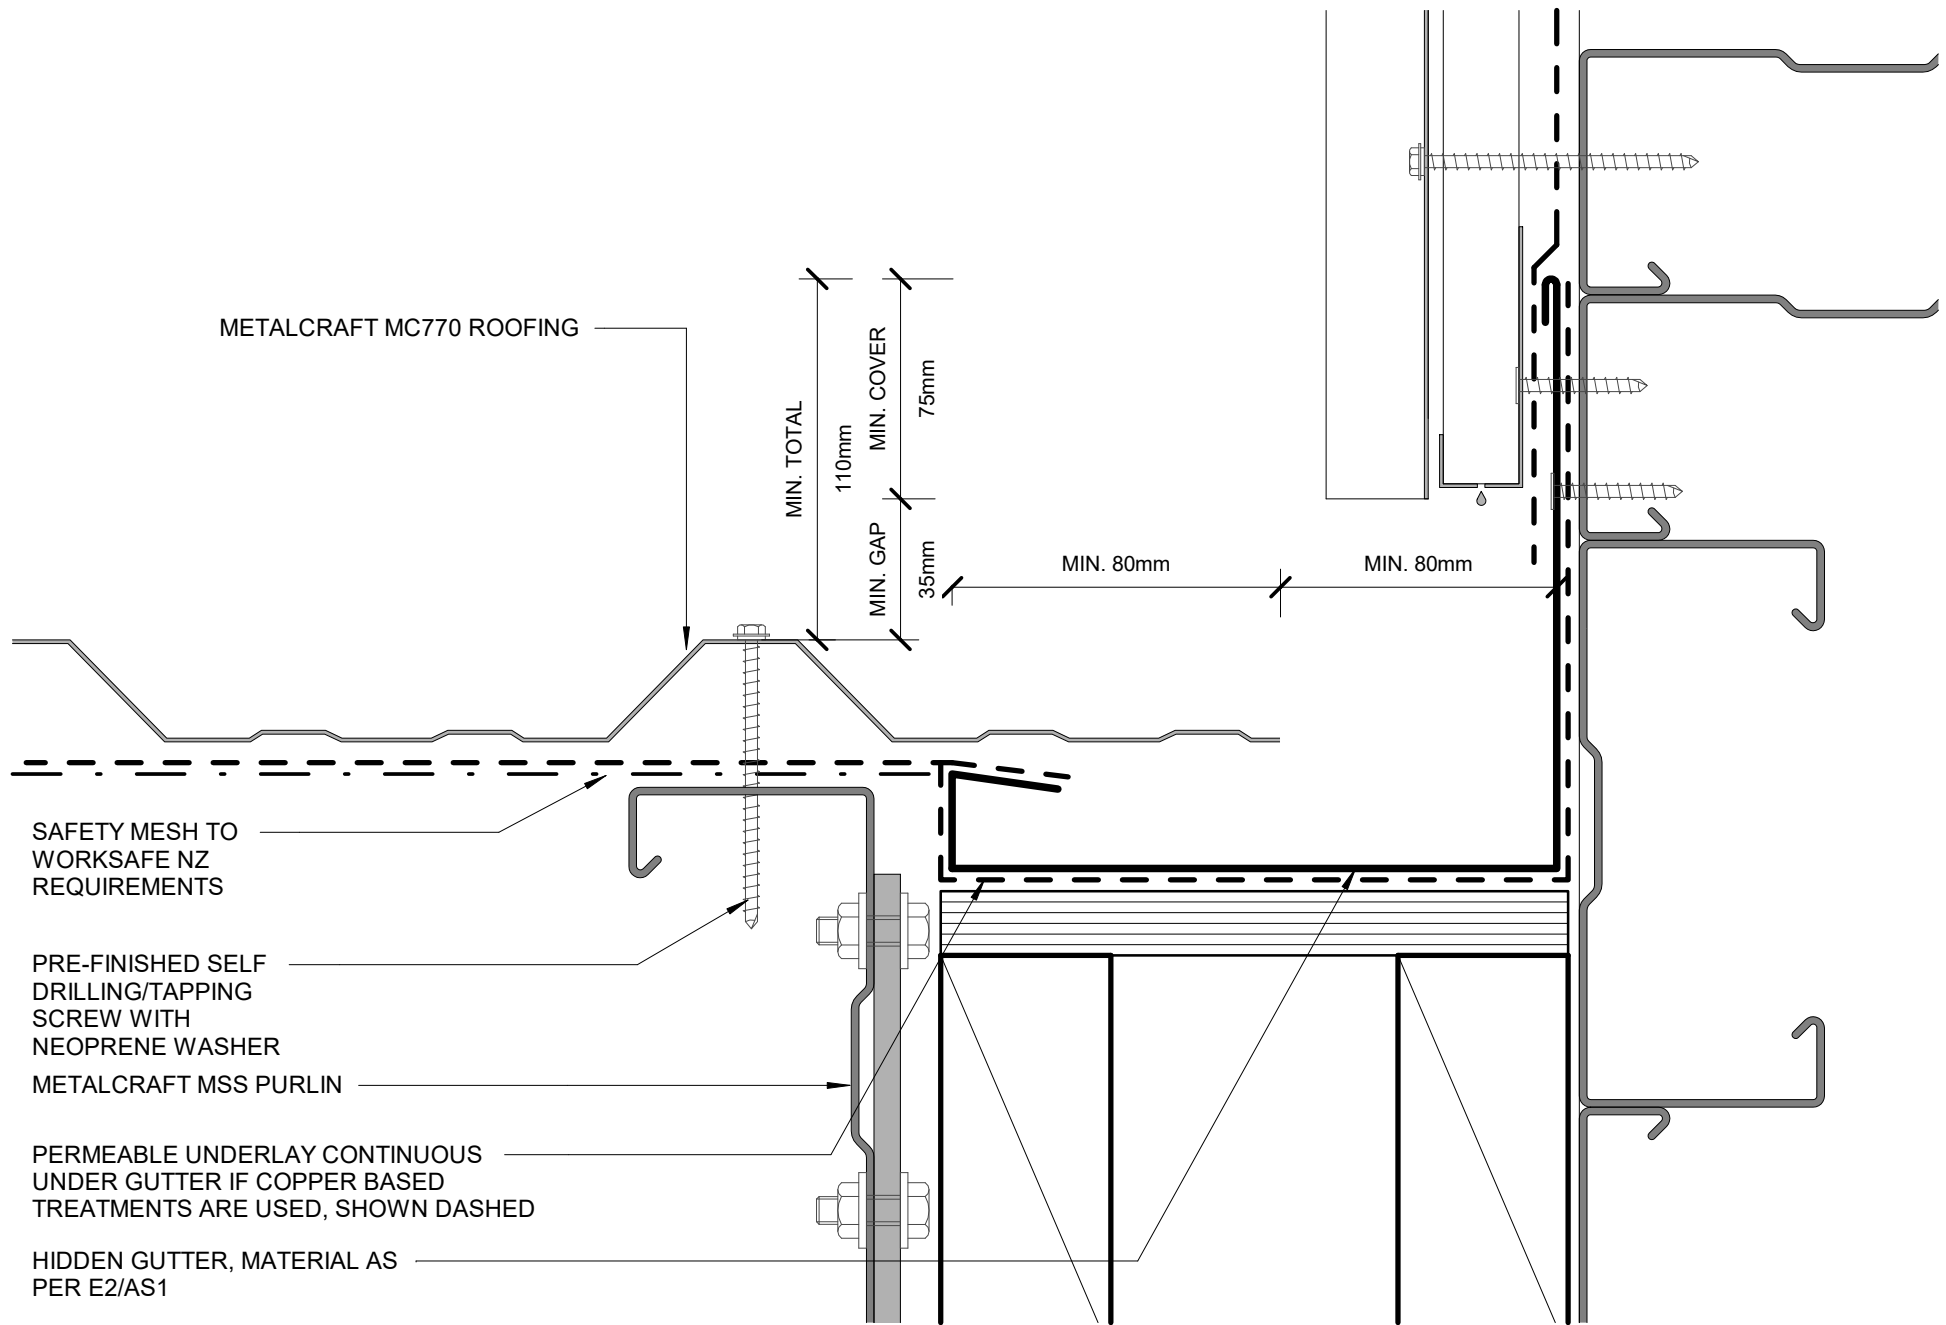 METALCRAFT MC770 ROOFING
MIN. TOTAL
110mm
MIN. COVER
75mm
MIN. GAP
35mm
MIN. 80mm
MIN. 80mm
SAFETY MESH TO
WORKSAFE NZ
REQUIREMENTS
PRE-FINISHED SELF
DRILLING/TAPPING
SCREW WITH
NEOPRENE WASHER
METALCRAFT MSS PURLIN
PERMEABLE UNDERLAY CONTINUOUS
UNDER GUTTER IF COPPER BASED
TREATMENTS ARE USED, SHOWN DASHED
HIDDEN GUTTER, MATERIAL AS
PER E2/AS1